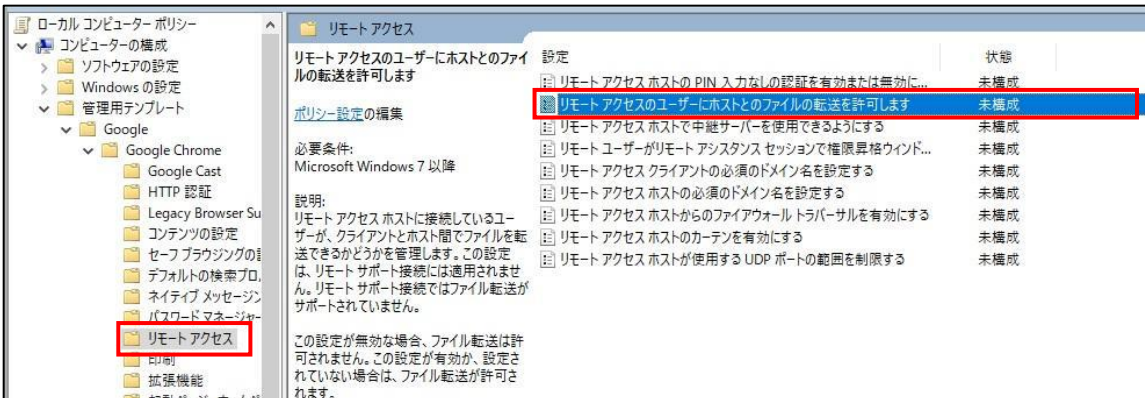 ローカル コンピューター ポリシー
コンピューターの構成
ソフトウェアの設定
Windows の設定
管理用テンプレート
Google
Google Chrome
Google Cast
HTTP 認証
Legacy Browser Su
コンテンツの設定
セーフ ブラウジングの
デフォルトの検索プロ
ネイティブ メッセージン
パスワード マネージャー
リモート アクセス
印刷
拡張機能
リモート アクセス
リモート アクセスのユーザーにホストとのファイ
ルの転送を許可します
ポリシー設定の編集
必要条件:
Microsoft Windows 7 以降
説明:
リモート アクセス ホストに接続しているユー
ザーが、クライアントとホスト間でファイルを転
送できるかどうかを管理します。この設定
は、リモート サポート接続には適用されませ
ん。リモート サポート接続ではファイル転送が
サポートされていません。
この設定が無効な場合、ファイル転送は許
可されません。この設定が有効か、設定さ
れていない場合は、ファイル転送が許可さ
れます。
設定 状態
リモート アクセス ホストの PIN 入力なしの認証を有効または無効に... 未構成
リモート アクセスのユーザーにホストとのファイルの転送を許可します 未構成
リモート アクセス ホストで中継サーバーを使用できるようにする 未構成
リモート ユーザーがリモート アシスタンス セッションで権限昇格ウィンド... 未構成
リモート アクセス クライアントの必須のドメイン名を設定する 未構成
リモート アクセス ホストの必須のドメイン名を設定する 未構成
リモート アクセス ホストからのファイアウォール トラバーサルを有効にする 未構成
リモート アクセス ホストのカーテンを有効にする 未構成
リモート アクセス ホストが使用する UDP ポートの範囲を制限する 未構成